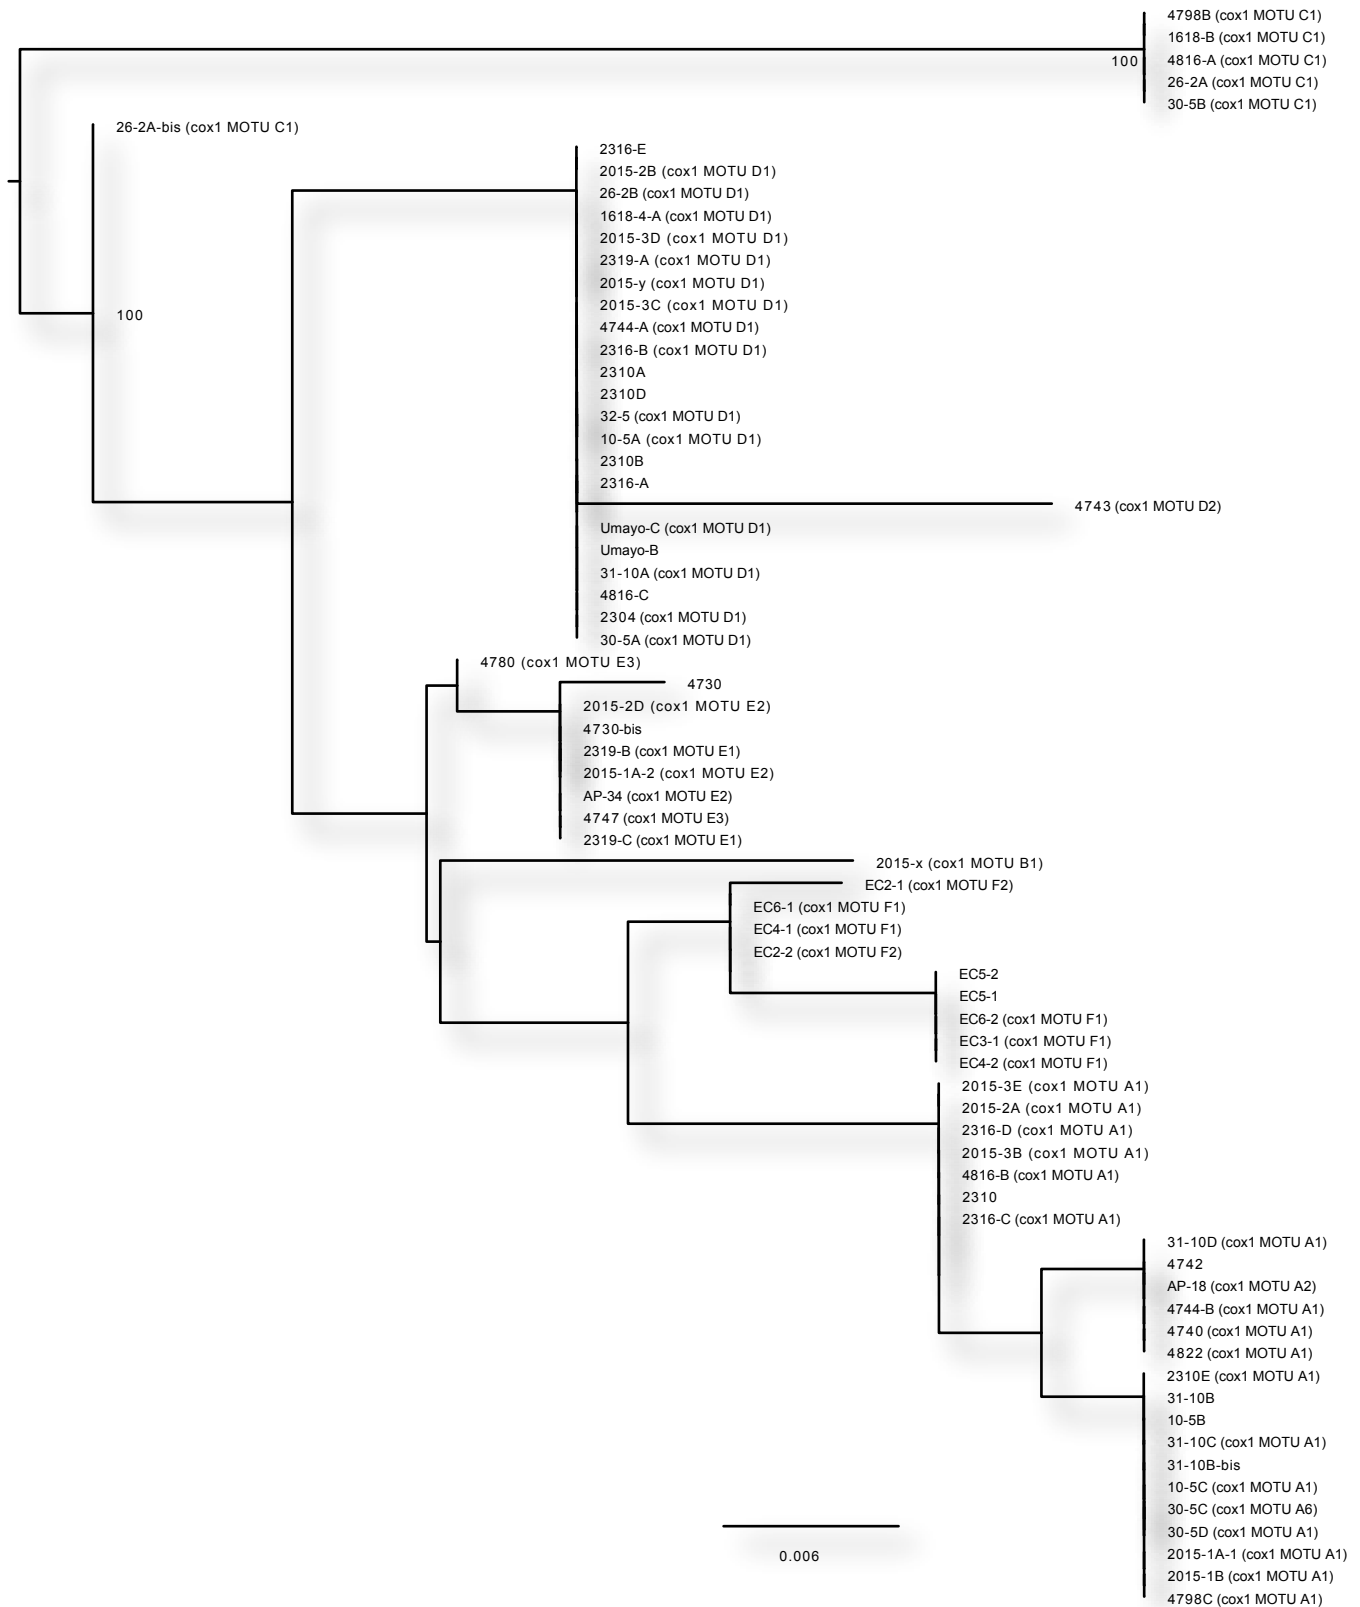 4798B (cox1 MOTU C1)
1618-B (cox1 MOTU C1)
100
4816-A (cox1 MOTU C1)
26-2A (cox1 MOTU C1)
30-5B (cox1 MOTU C1)
26-2A-bis (cox1 MOTU C1)
2316-E
2015-2B (cox1 MOTU D1)
26-2B (cox1 MOTU D1)
1618-4-A (cox1 MOTU D1)
2015-3D (cox1 MOTU D1)
2319-A (cox1 MOTU D1)
2015-y (cox1 MOTU D1)
2015-3C (cox1 MOTU D1)
100
4744-A (cox1 MOTU D1)
2316-B (cox1 MOTU D1)
2310A
2310D
32-5 (cox1 MOTU D1)
10-5A (cox1 MOTU D1)
2310B
2316-A
4743 (cox1 MOTU D2)
Umayo-C (cox1 MOTU D1)
Umayo-B
31-10A (cox1 MOTU D1)
4816-C
2304 (cox1 MOTU D1)
30-5A (cox1 MOTU D1)
4780 (cox1 MOTU E3)
4730
2015-2D (cox1 MOTU E2)
4730-bis
2319-B (cox1 MOTU E1)
2015-1A-2 (cox1 MOTU E2)
AP-34 (cox1 MOTU E2)
4747 (cox1 MOTU E3)
2319-C (cox1 MOTU E1)
2015-x (cox1 MOTU B1)
EC2-1 (cox1 MOTU F2)
EC6-1 (cox1 MOTU F1)
EC4-1 (cox1 MOTU F1)
EC2-2 (cox1 MOTU F2)
EC5-2
EC5-1
EC6-2 (cox1 MOTU F1)
EC3-1 (cox1 MOTU F1)
EC4-2 (cox1 MOTU F1)
2015-3E (cox1 MOTU A1)
2015-2A (cox1 MOTU A1)
2316-D (cox1 MOTU A1)
2015-3B (cox1 MOTU A1)
4816-B (cox1 MOTU A1)
2310
2316-C (cox1 MOTU A1)
31-10D (cox1 MOTU A1)
4742
AP-18 (cox1 MOTU A2)
4744-B (cox1 MOTU A1)
4740 (cox1 MOTU A1)
4822 (cox1 MOTU A1)
2310E (cox1 MOTU A1)
31-10B
10-5B
31-10C (cox1 MOTU A1)
31-10B-bis
10-5C (cox1 MOTU A1)
30-5C (cox1 MOTU A6)
30-5D (cox1 MOTU A1)
2015-1A-1 (cox1 MOTU A1)
0.006
2015-1B (cox1 MOTU A1)
4798C (cox1 MOTU A1)